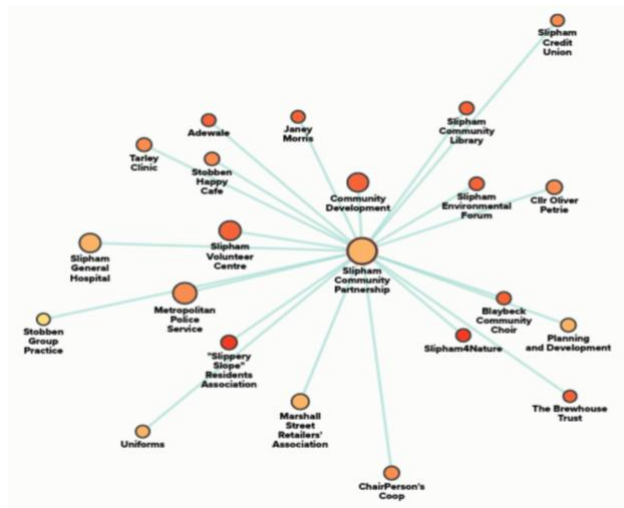 Slipham
Credit
Union
Adewale
Janey
Morris
Slipham
Community
Library
Tarley
Clinic
Stobben
Happy
Cafe
Community
Development
Slipham
Environmental
Forum
Cllr Oliver
Petrie
Slipham
General
Hospital
Slipham
Volunteer
Centre
Slipham
Community
Partnership
Metropolitan
Police
Service
Stobben
Group
Practice
Blaybeck
Community
Choir
Planning
and Development
Slipham4Nature
"Slippery
Slope"
Residents
Association
The Brewhouse
Trust
Marshall
Street
Retailers'
Association
Uniforms
ChairPerson's
Coop